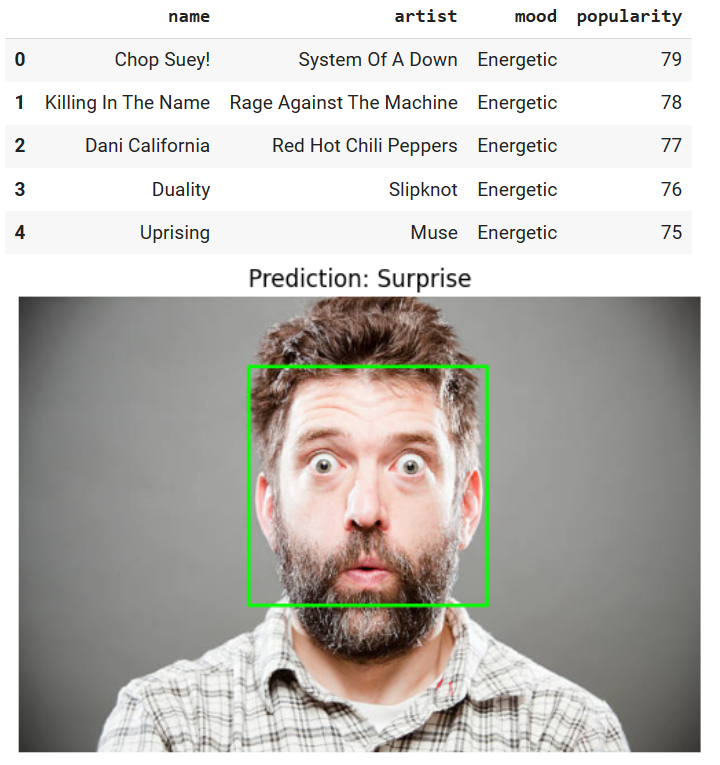 name artist mood popularity
0 Chop Suey! System Of A Down Energetic 79
1 Killing In The Name Rage Against The Machine Energetic 78
2 Dani California Red Hot Chili Peppers Energetic 77
3 Duality Slipknot Energetic 76
4 Uprising Muse Energetic 75
Prediction: Surprise